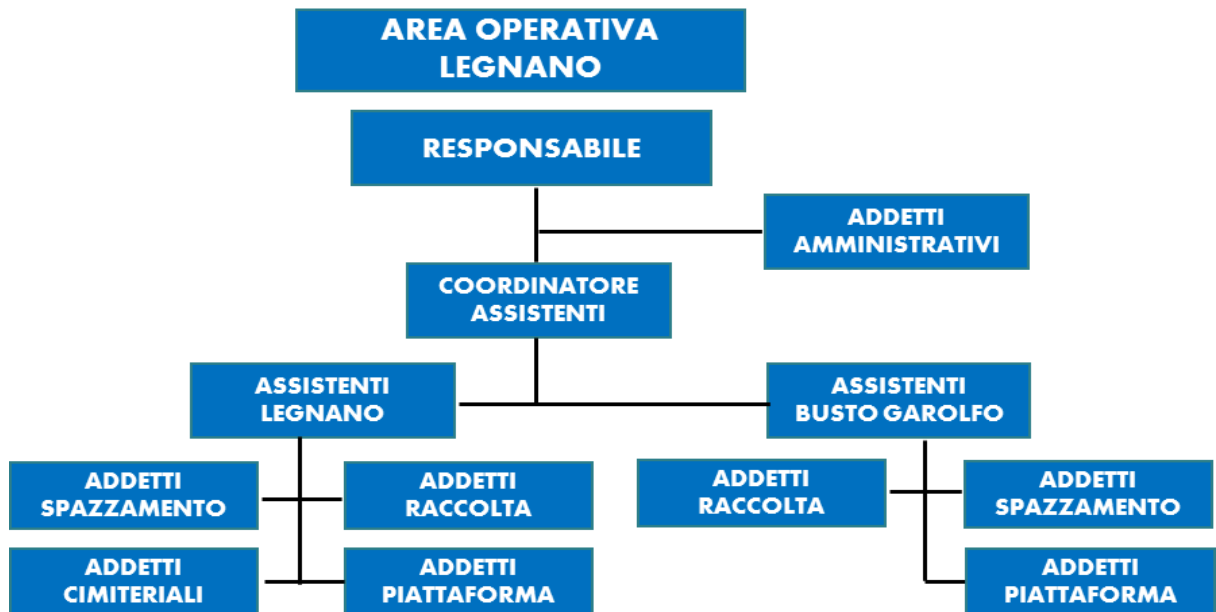 AREA OPERATIVA
LEGNANO
RESPONSABILE
ADDETTI
AMMINISTRATIVI
COORDINATORE
ASSISTENTI
ASSISTENTI
LEGNANO
ASSISTENTI
BUSTO GAROLFO
ADDETTI
SPAZZAMENTO
ADDETTI
RACCOLTA
ADDETTI
RACCOLTA
ADDETTI
SPAZZAMENTO
ADDETTI
CIMITERIALI
ADDETTI
PIATTAFORMA
ADDETTI
PIATTAFORMA